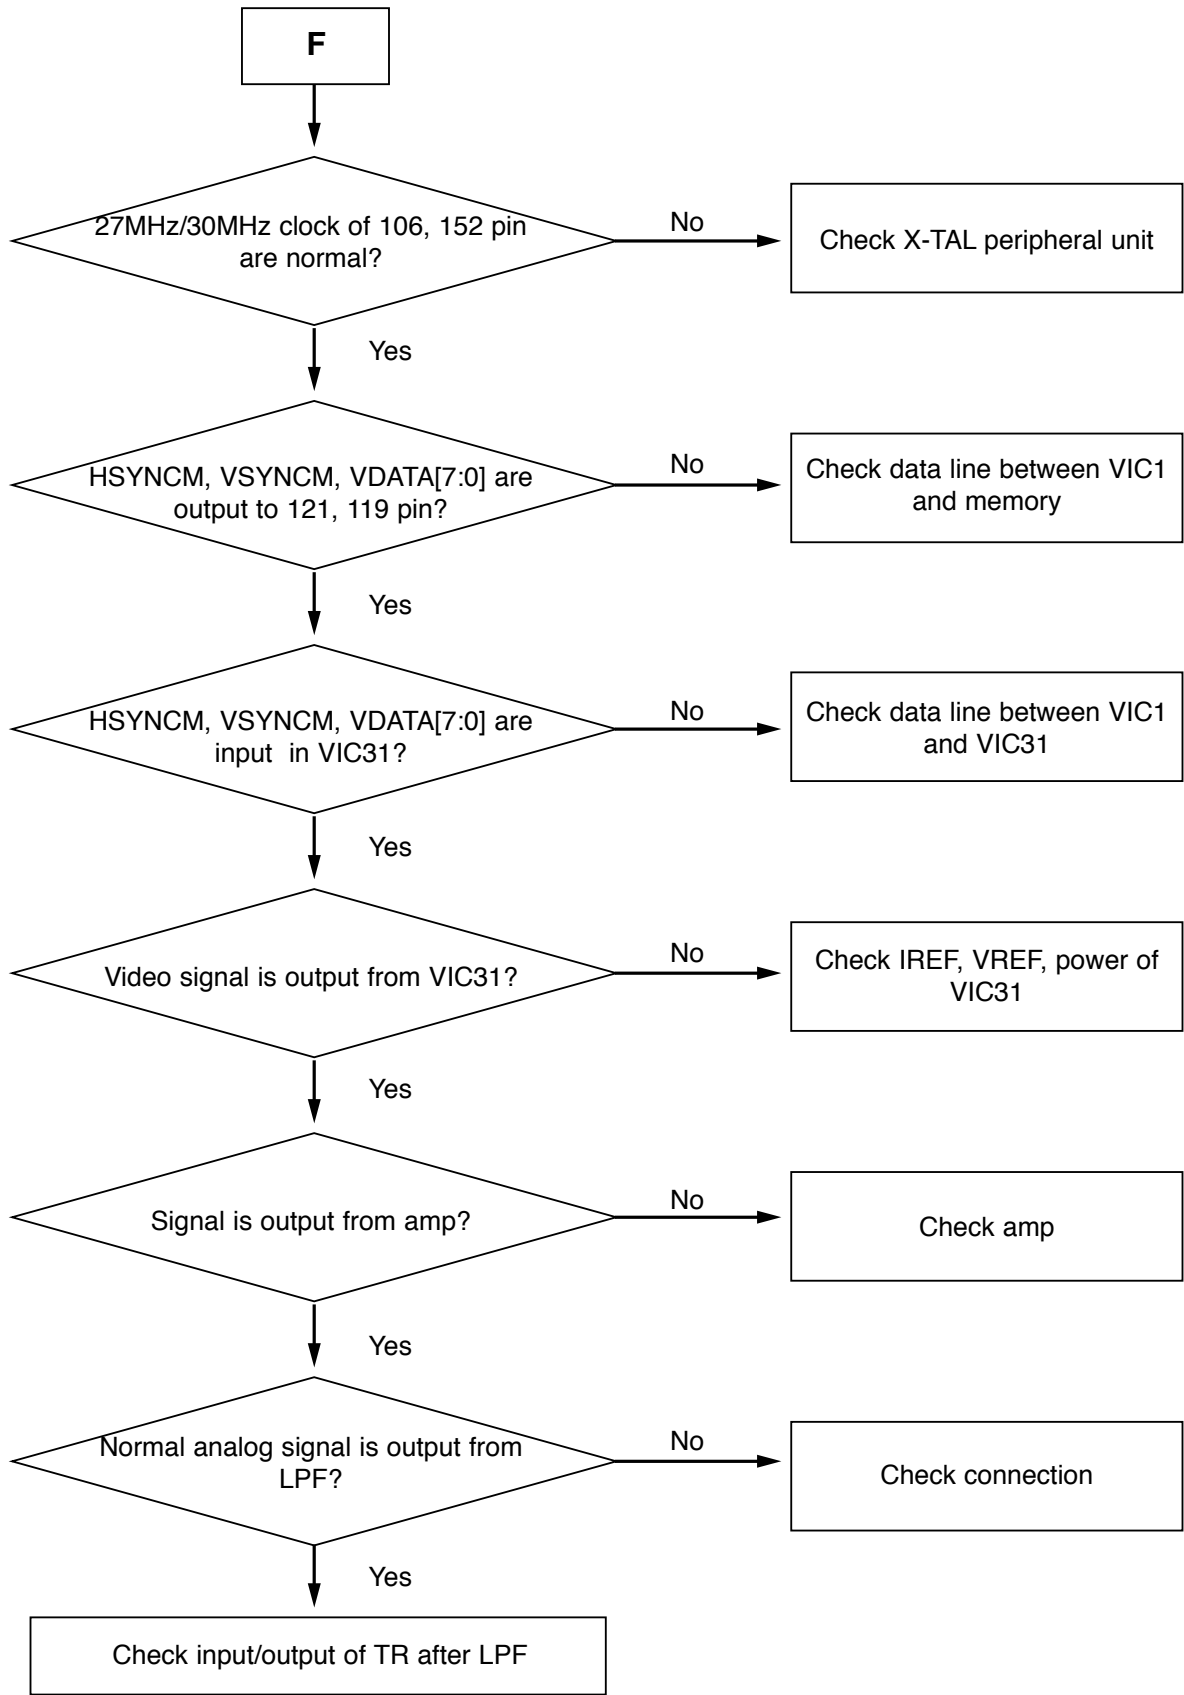 F
27MHz/30MHz clock of 106, 152 pin
are normal?
No
Check X-TAL peripheral unit
Yes
HSYNCM, VSYNCM, VDATA[7:0] are
output to 121, 119 pin?
No
Check data line between VIC1
and memory
Yes
HSYNCM, VSYNCM, VDATA[7:0] are
input in VIC31?
No
Check data line between VIC1
and VIC31
Yes
Video signal is output from VIC31?
No
Check IREF, VREF, power of
VIC31
Yes
Signal is output from amp?
No
Check amp
Yes
Normal analog signal is output from
LPF?
No
Check connection
Yes
Check input/output of TR after LPF